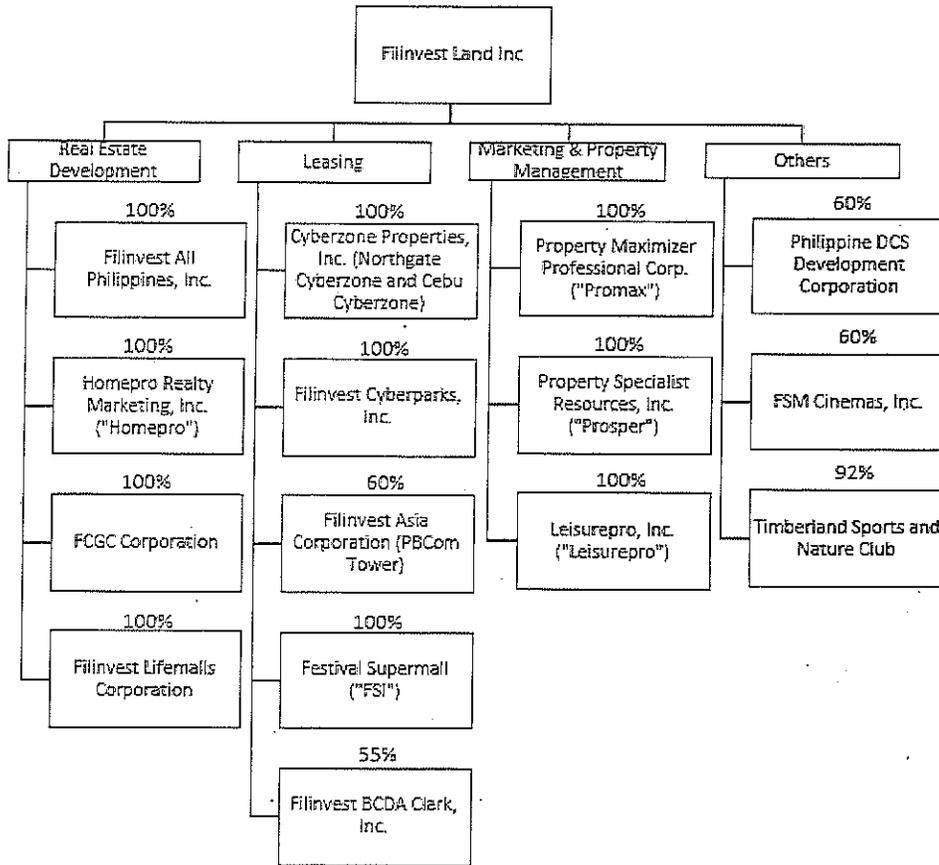 Filinvest Land Inc
Real Estate
Development
Leasing
Marketing & Property
Management
Others
100%
Filinvest All
Philippines, Inc.
100%
Homepro Realty
Marketing, Inc.
("Homepro")
100%
FCGC Corporation
100%
Filinvest Lifemalls
Corporation
100%
Cyberzone Properties,
Inc. (Northgate
Cyberzone and Cebu
Cyberzone)
100%
Filinvest Cyberparks,
Inc.
60%
Filinvest Asia
Corporation (PBCom
Tower)
100%
Festival Supermall
("FSI")
55%
Filinvest BCDA Clark,
Inc.
100%
Property Maximizer
Professional Corp.
("Promax")
100%
Property Specialist
Resources, Inc.
("Prosper")
100%
Leisurepro, Inc.
("Leisurepro")
60%
Philippine DCS
Development
Corporation
60%
FSM Cinemas, Inc.
92%
Timberland Sports and
Nature Club